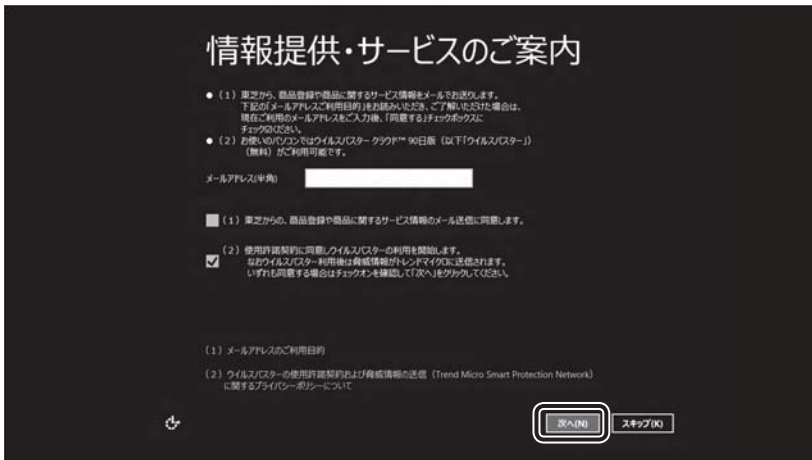 情報提供・サービスのご案内
● (1) 東芝から、商品登録や商品に関するサービス情報をメールでお送りします。
下記の「メールアドレスご利用目的」をお読みいただき、ご了解いただけた場合は、
現在ご利用のメールアドレスをご入力後、「同意する」チェックボックスに
チェック☑ください。
● (2) お使いのパソコンではウイルスバスター クラウド™ 90日版 (以下「ウイルスバスター」)
(無料) がご利用可能です。
メールアドレス(半角)
(1) 東芝からの、商品登録や商品に関するサービス情報のメール送信に同意します。
(2) 使用許諾契約に同意しウイルスバスターの利用を開始します。
なおウイルスバスター利用後は脅威情報がトレンドマイクロに送信されます。
いずれも同意する場合はチェックオンを確認して「次へ」をクリックしてください。
(1) メールアドレスのご利用目的
(2) ウイルスバスターの使用許諾契約および脅威情報の送信 (Trend Micro Smart Protection Network)
に関するプライバシーポリシーについて
次へ(N) スキップ(K)